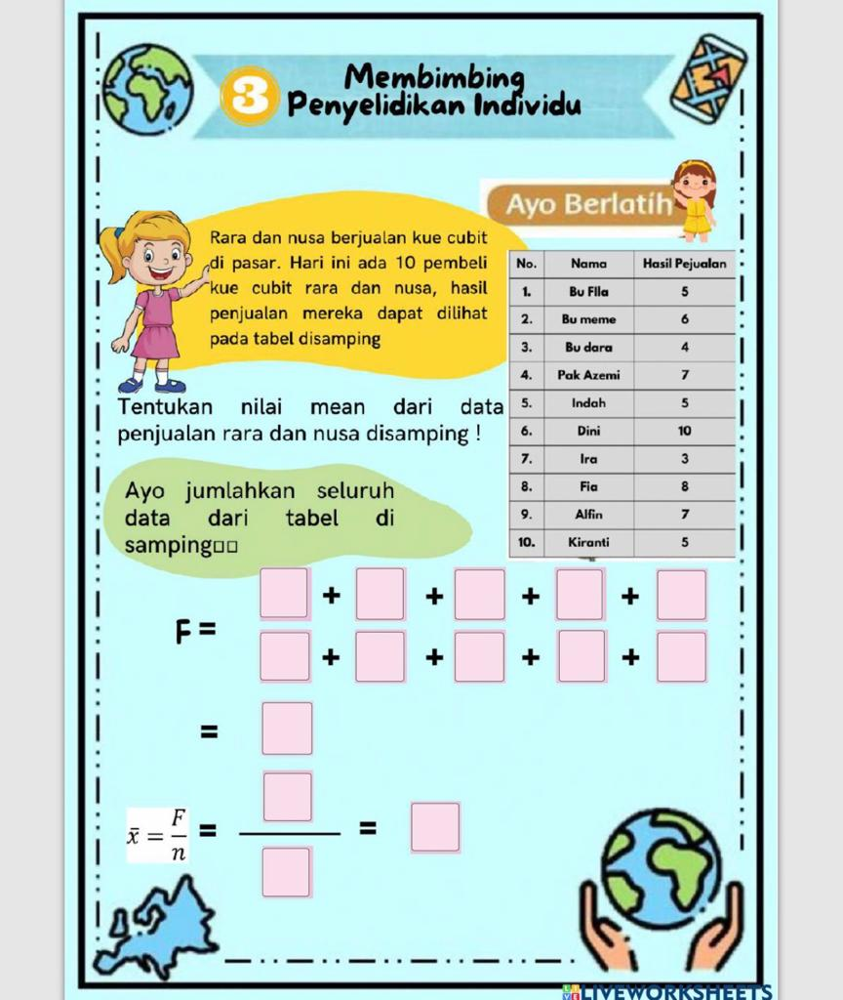 3
Membimbing
Penyelidikan Individu
Ayo Berlatih
Rara dan nusa berjualan kue cubit
di pasar. Hari ini ada 10 pembeli
kue cubit rara dan nusa, hasil
penjualan mereka dapat dilihat
pada tabel disamping
No. Nama Hasil Pejualan
1. Bu Flla 5
2. Bu meme 6
3. Bu dara 4
4. Pak Azemi 7
5. Indah 5
6. Dini 10
7. Ira 3
8. Fia 8
9. Alfin 7
10. Kiranti 5
Tentukan nilai mean dari data
penjualan rara dan nusa disamping !
Ayo jumlahkan seluruh
data dari tabel di
samping□□
+ + + +
F =
+ + + +
=
x̄ = F/n = =
LIVEWORKSHEETS